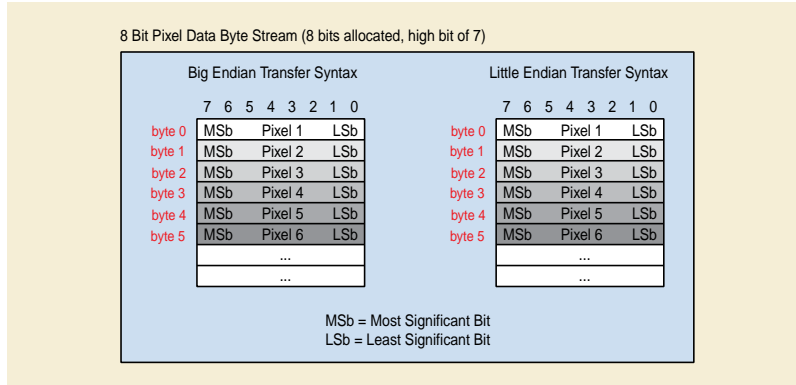 8 Bit Pixel Data Byte Stream (8 bits allocated, high bit of 7)
Big Endian Transfer Syntax
7 6 5 4 3 2 1 0
byte 0 MSb Pixel 1 LSb
byte 1 MSb Pixel 2 LSb
byte 2 MSb Pixel 3 LSb
byte 3 MSb Pixel 4 LSb
byte 4 MSb Pixel 5 LSb
byte 5 MSb Pixel 6 LSb
...
...
Little Endian Transfer Syntax
7 6 5 4 3 2 1 0
byte 0 MSb Pixel 1 LSb
byte 1 MSb Pixel 2 LSb
byte 2 MSb Pixel 3 LSb
byte 3 MSb Pixel 4 LSb
byte 4 MSb Pixel 5 LSb
byte 5 MSb Pixel 6 LSb
...
...
MSb = Most Significant Bit
LSb = Least Significant Bit